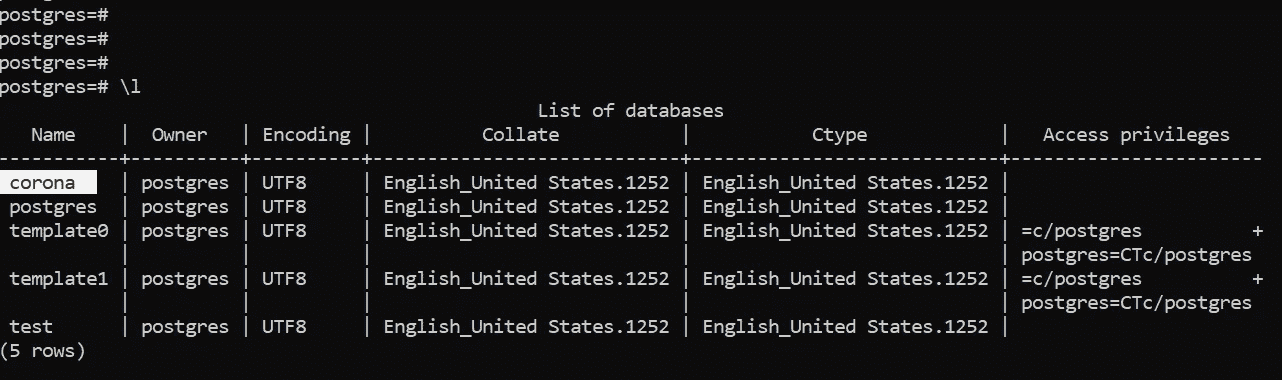 postgres=#
postgres=#
postgres=#
postgres=# \l
                                                 List of databases
   Name    |  Owner   | Encoding |          Collate           |           Ctype            |   Access privileges
-----------+----------+----------+----------------------------+----------------------------+-----------------------
 corona    | postgres | UTF8     | English_United States.1252 | English_United States.1252 |
 postgres  | postgres | UTF8     | English_United States.1252 | English_United States.1252 |
 template0 | postgres | UTF8     | English_United States.1252 | English_United States.1252 | =c/postgres          +
           |          |          |                            |                            | postgres=CTc/postgres
 template1 | postgres | UTF8     | English_United States.1252 | English_United States.1252 | =c/postgres          +
           |          |          |                            |                            | postgres=CTc/postgres
 test      | postgres | UTF8     | English_United States.1252 | English_United States.1252 |
(5 rows)